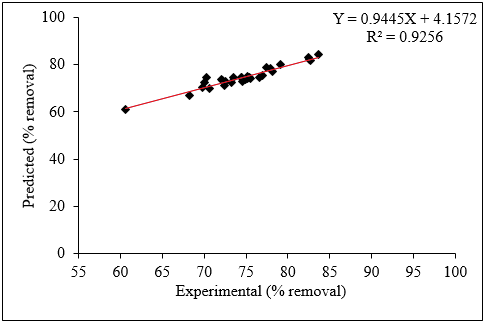 Y = 0.9445X + 4.1572
R² = 0.9256
100
80
60
40
20
0
Predicted (% removal)
55 60 65 70 75 80 85 90 95 100
Experimental (% removal)